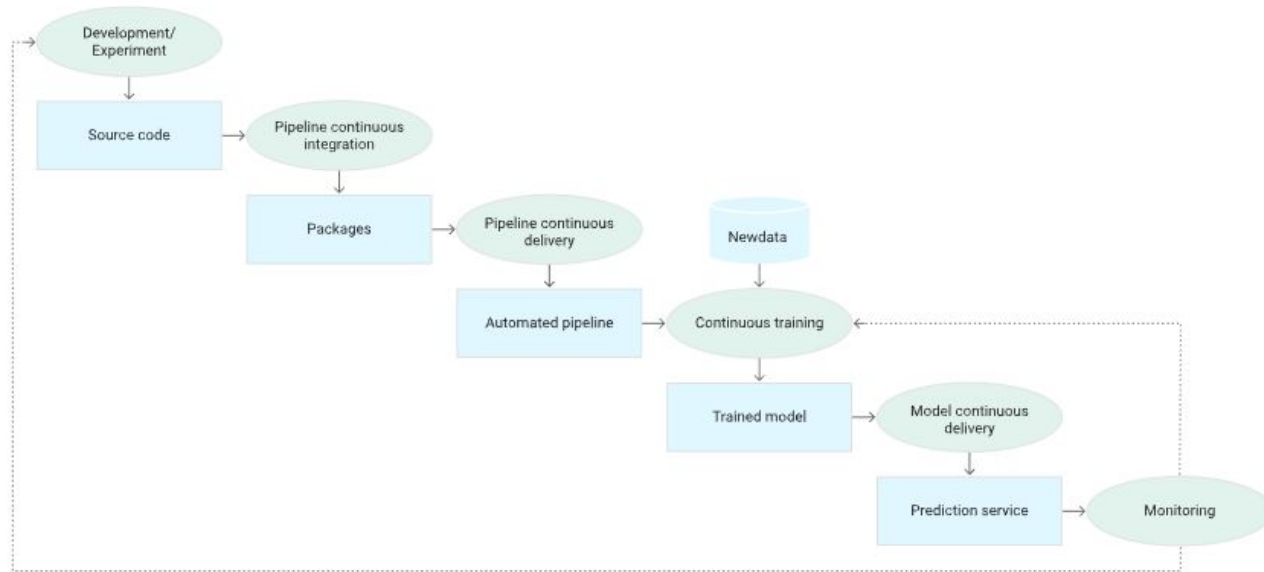 Development/
Experiment
Source code
Pipeline continuous
integration
Packages
Pipeline continuous
delivery
Newdata
Automated pipeline
Continuous training
Trained model
Model continuous
delivery
Prediction service
Monitoring